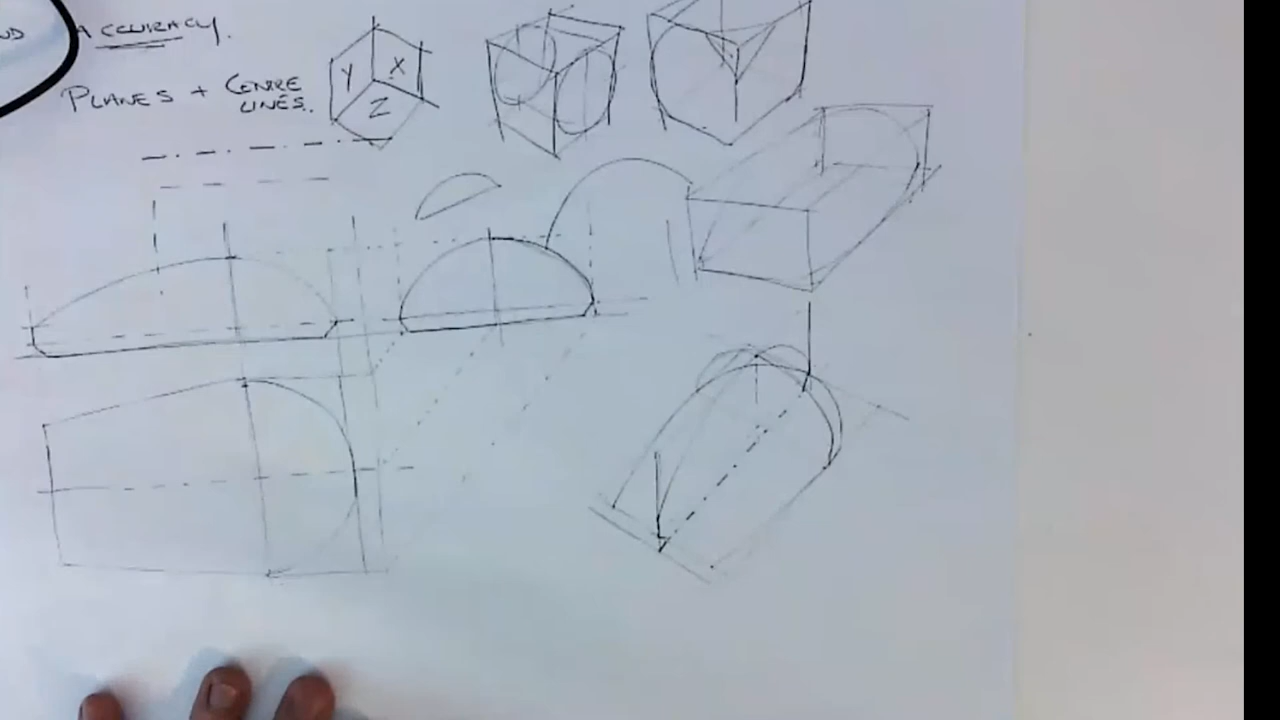 ACCURACY.
PLANES + CENTRE
LINES..
Y X
Z